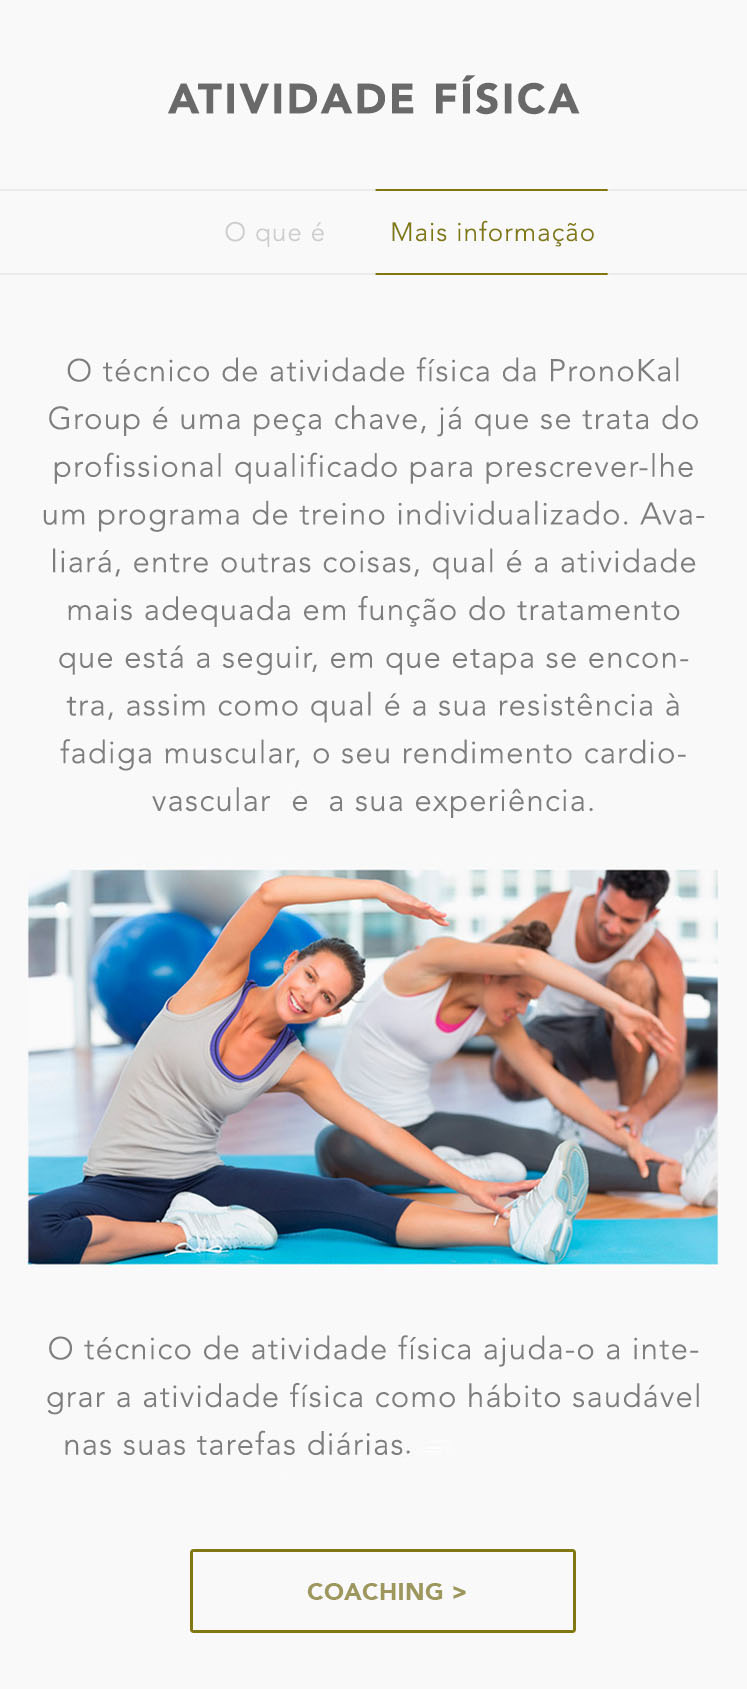 ATIVIDADE FÍSICA
O que é
Mais informação
O técnico de atividade física da PronoKal
Group é uma peça chave, já que se trata do
profissional qualificado para prescrever-lhe
um programa de treino individualizado. Ava-
liará, entre outras coisas, qual é a atividade
mais adequada em função do tratamento
que está a seguir, em que etapa se encon-
tra, assim como qual é a sua resistência à
fadiga muscular, o seu rendimento cardio-
vascular e a sua experiência.
O técnico de atividade física ajuda-o a inte-
grar a atividade física como hábito saudável
nas suas tarefas diárias.
COACHING >